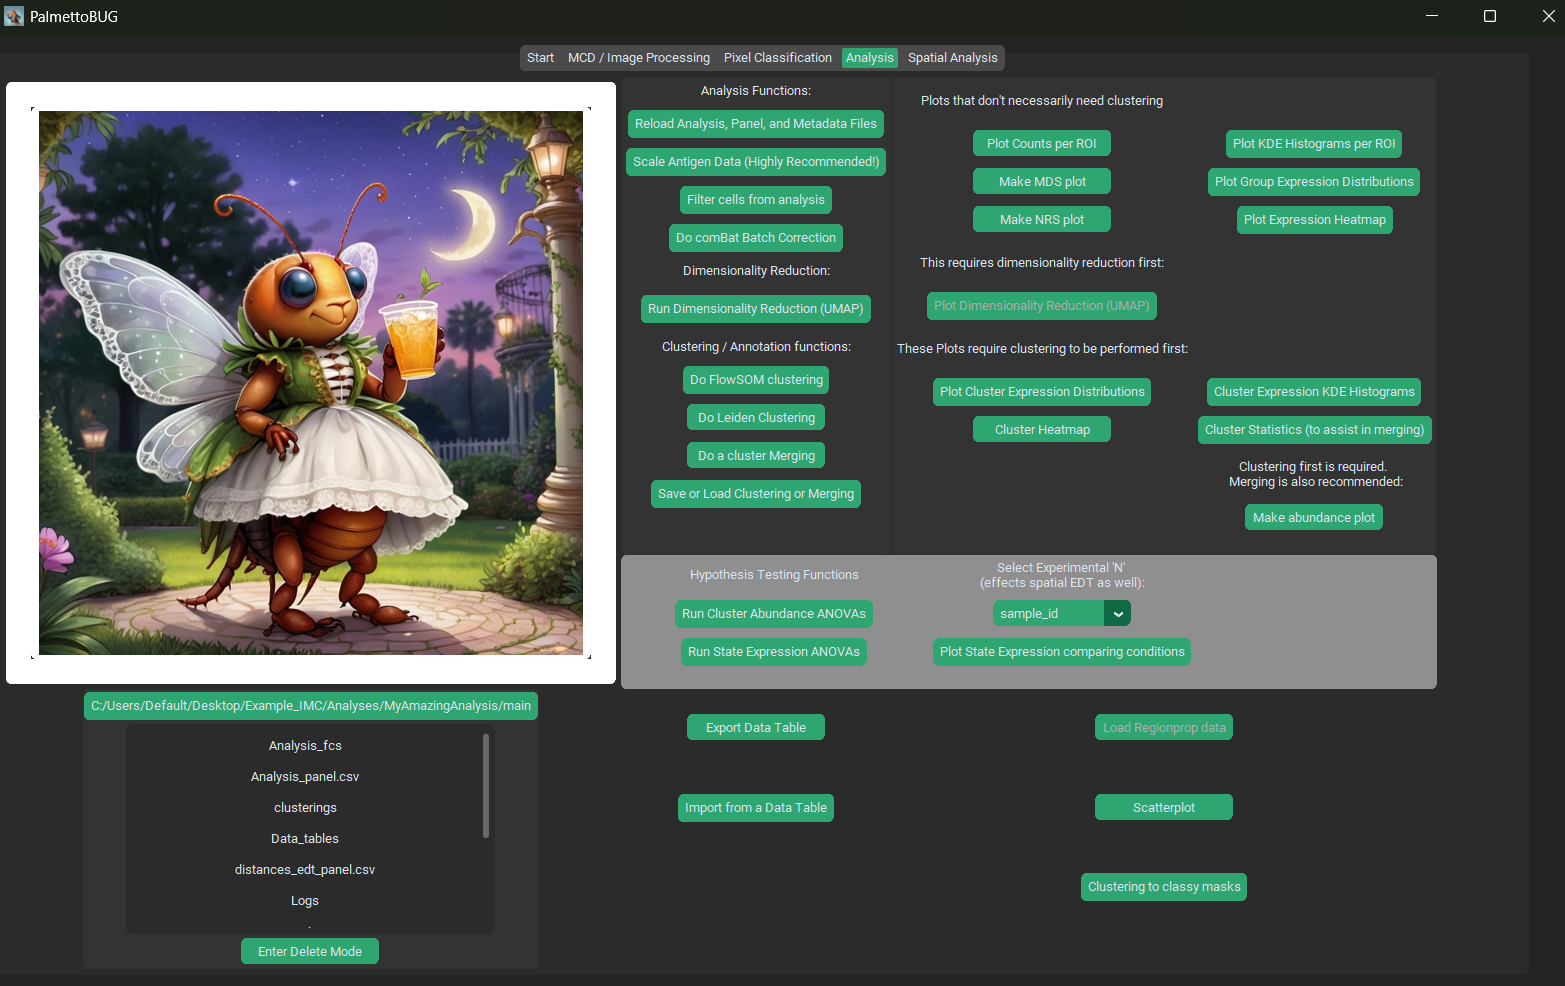 PalmettoBUG
Start
MCD / Image Processing
Pixel Classification
Analysis
Spatial Analysis
Analysis Functions:
Reload Analysis, Panel, and Metadata Files
Scale Antigen Data (Highly Recommended!)
Filter cells from analysis
Do comBat Batch Correction
Dimensionality Reduction:
Run Dimensionality Reduction (UMAP)
Clustering / Annotation functions:
Do FlowSOM clustering
Do Leiden Clustering
Do a cluster Merging
Save or Load Clustering or Merging
Plots that don't necessarily need clustering
Plot Counts per ROI
Plot KDE Histograms per ROI
Make MDS plot
Plot Group Expression Distributions
Make NRS plot
Plot Expression Heatmap
This requires dimensionality reduction first:
Plot Dimensionality Reduction (UMAP)
These Plots require clustering to be performed first:
Plot Cluster Expression Distributions
Cluster Expression KDE Histograms
Cluster Heatmap
Cluster Statistics (to assist in merging)
Clustering first is required.
Merging is also recommended:
Make abundance plot
Hypothesis Testing Functions
Run Cluster Abundance ANOVAs
Run State Expression ANOVAs
Select Experimental 'N'
(effects spatial EDT as well):
sample_id
Plot State Expression comparing conditions
C:/Users/Default/Desktop/Example_IMC/Analyses/MyAmazingAnalysis/main
Analysis_fcs
Analysis_panel.csv
clusterings
Data_tables
distances_edt_panel.csv
Logs
Enter Delete Mode
Export Data Table
Load Regionprop data
Import from a Data Table
Scatterplot
Clustering to classy masks